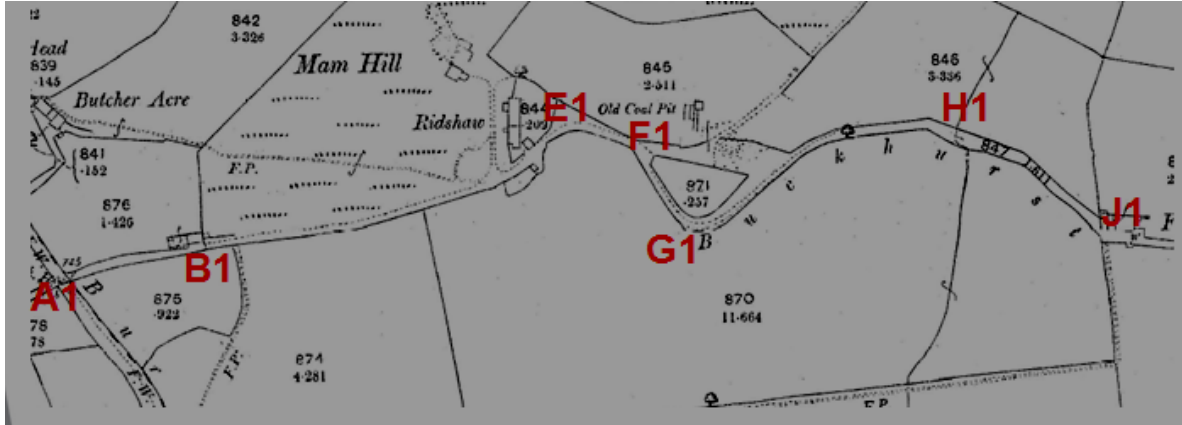 842
3·326
Head
839
·145
Mam Hill
Butcher Acre
Ridshaw
844
E1
845
2·511
Old Coal Pit
F1
846
3·336
H1
847
841
·152
F.P.
876
1·426
871
·257
G1
Buckhurst
J1
B1
A1
875
·922
870
11·664
78
78
874
4·281
F.P.
F.W.
F.P.